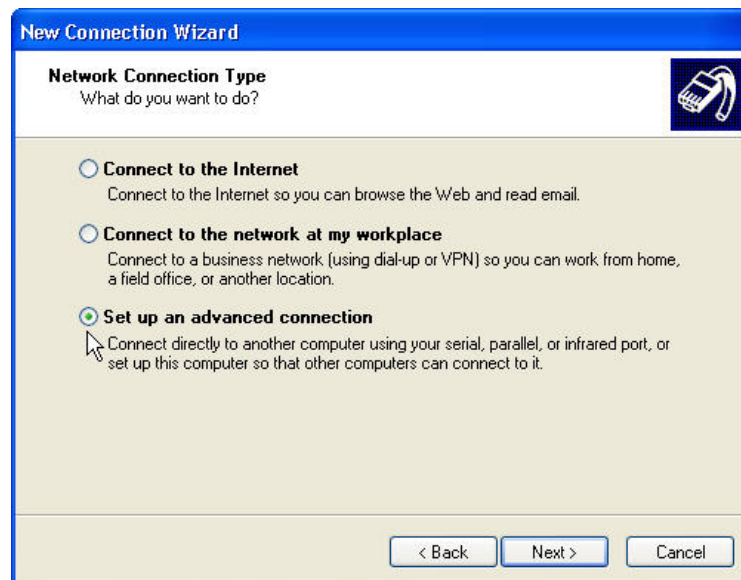 New Connection Wizard
Network Connection Type
What do you want to do?
Connect to the Internet
Connect to the Internet so you can browse the Web and read email.
Connect to the network at my workplace
Connect to a business network (using dial-up or VPN) so you can work from home,
a field office, or another location.
Set up an advanced connection
Connect directly to another computer using your serial, parallel, or infrared port, or
set up this computer so that other computers can connect to it.
< Back Next > Cancel